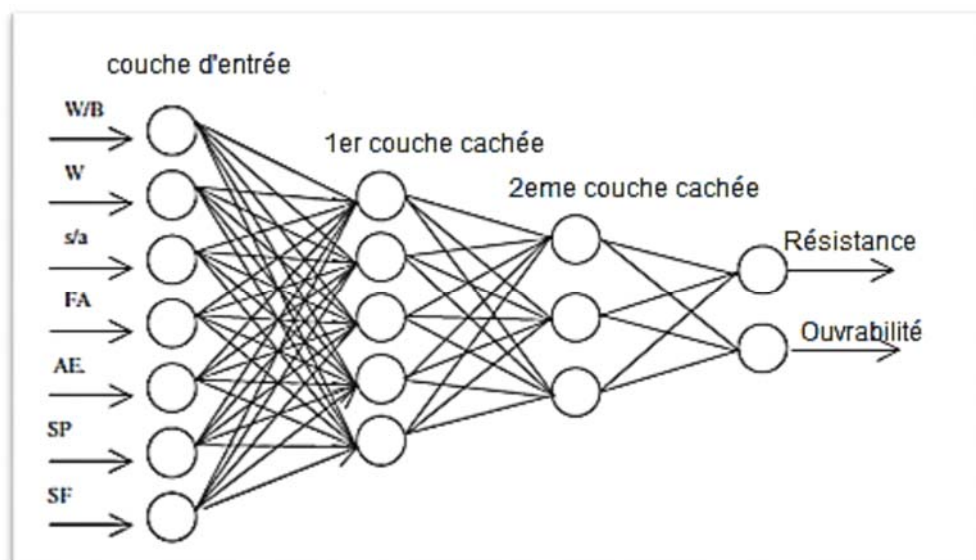 couche d'entrée
W/B
1er couche cachée
W
2eme couche cachée
s/a
Résistance
FA
Ouvrabilité
AE.
SP
SF